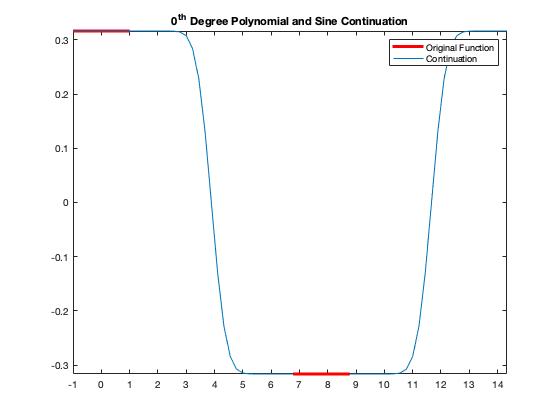 0th Degree Polynomial and Sine Continuation
Original Function
Continuation
0.3
0.2
0.1
0
-0.1
-0.2
-0.3
-1 0 1 2 3 4 5 6 7 8 9 10 11 12 13 14